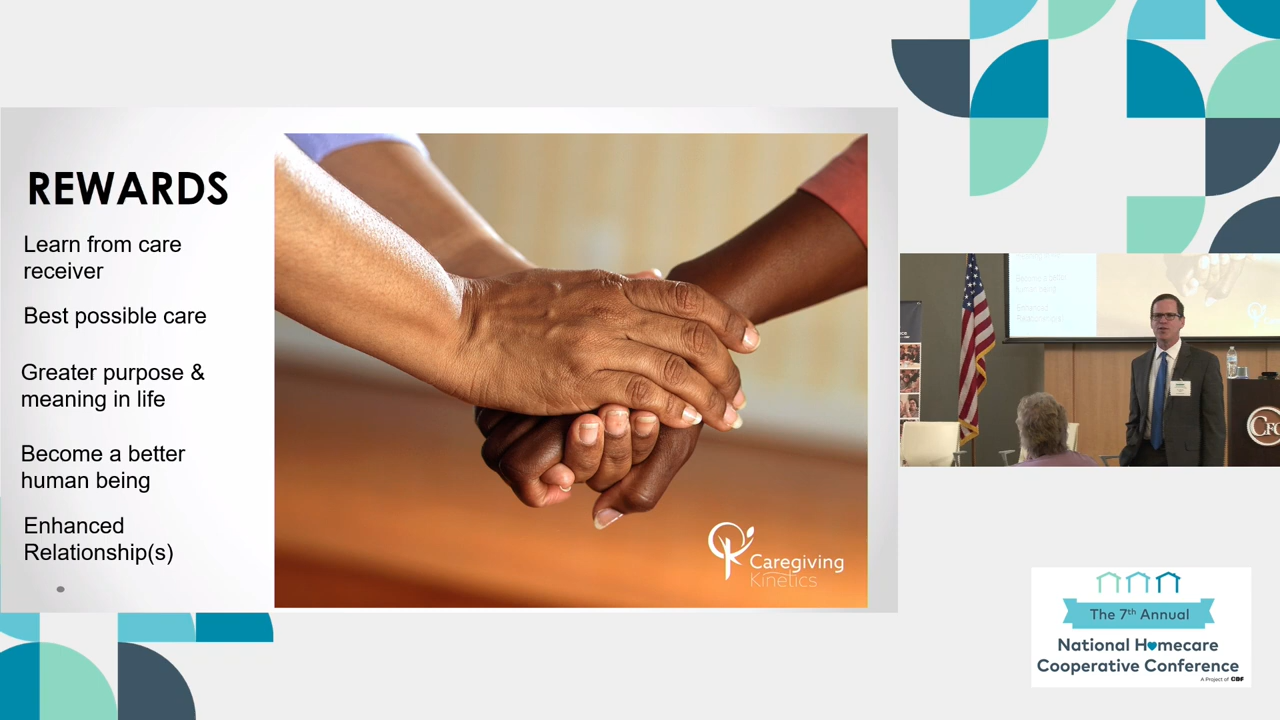 REWARDS
Learn from care
receiver
Best possible care
Greater purpose &
meaning in life
Become a better
human being
Enhanced
Relationship(s)
Caregiving
Kinetics
The 7th Annual
National Homecare
Cooperative Conference
A Project of CDF